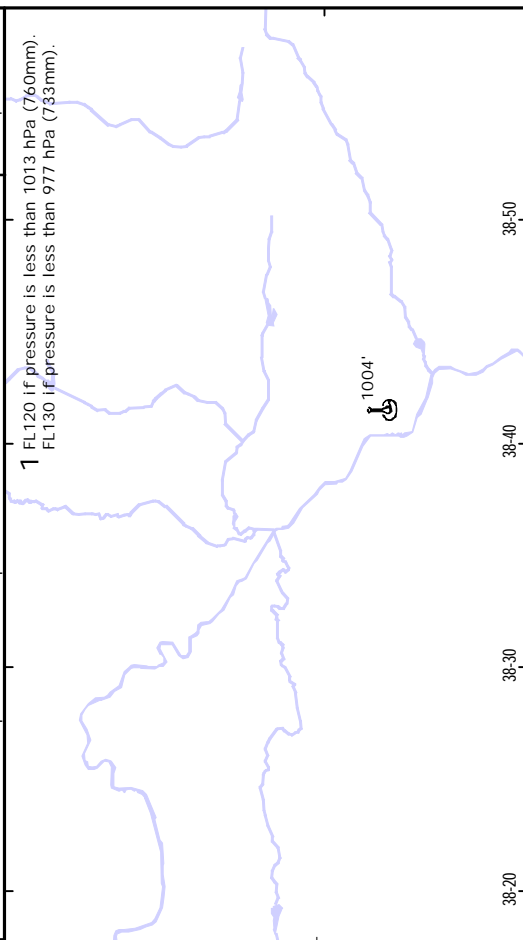 1 FL120 if pressure is less than 1013 hPa (760mm).
FL130 if pressure is less than 977 hPa (733mm).
1004'
38-20
38-30
38-40
38-50